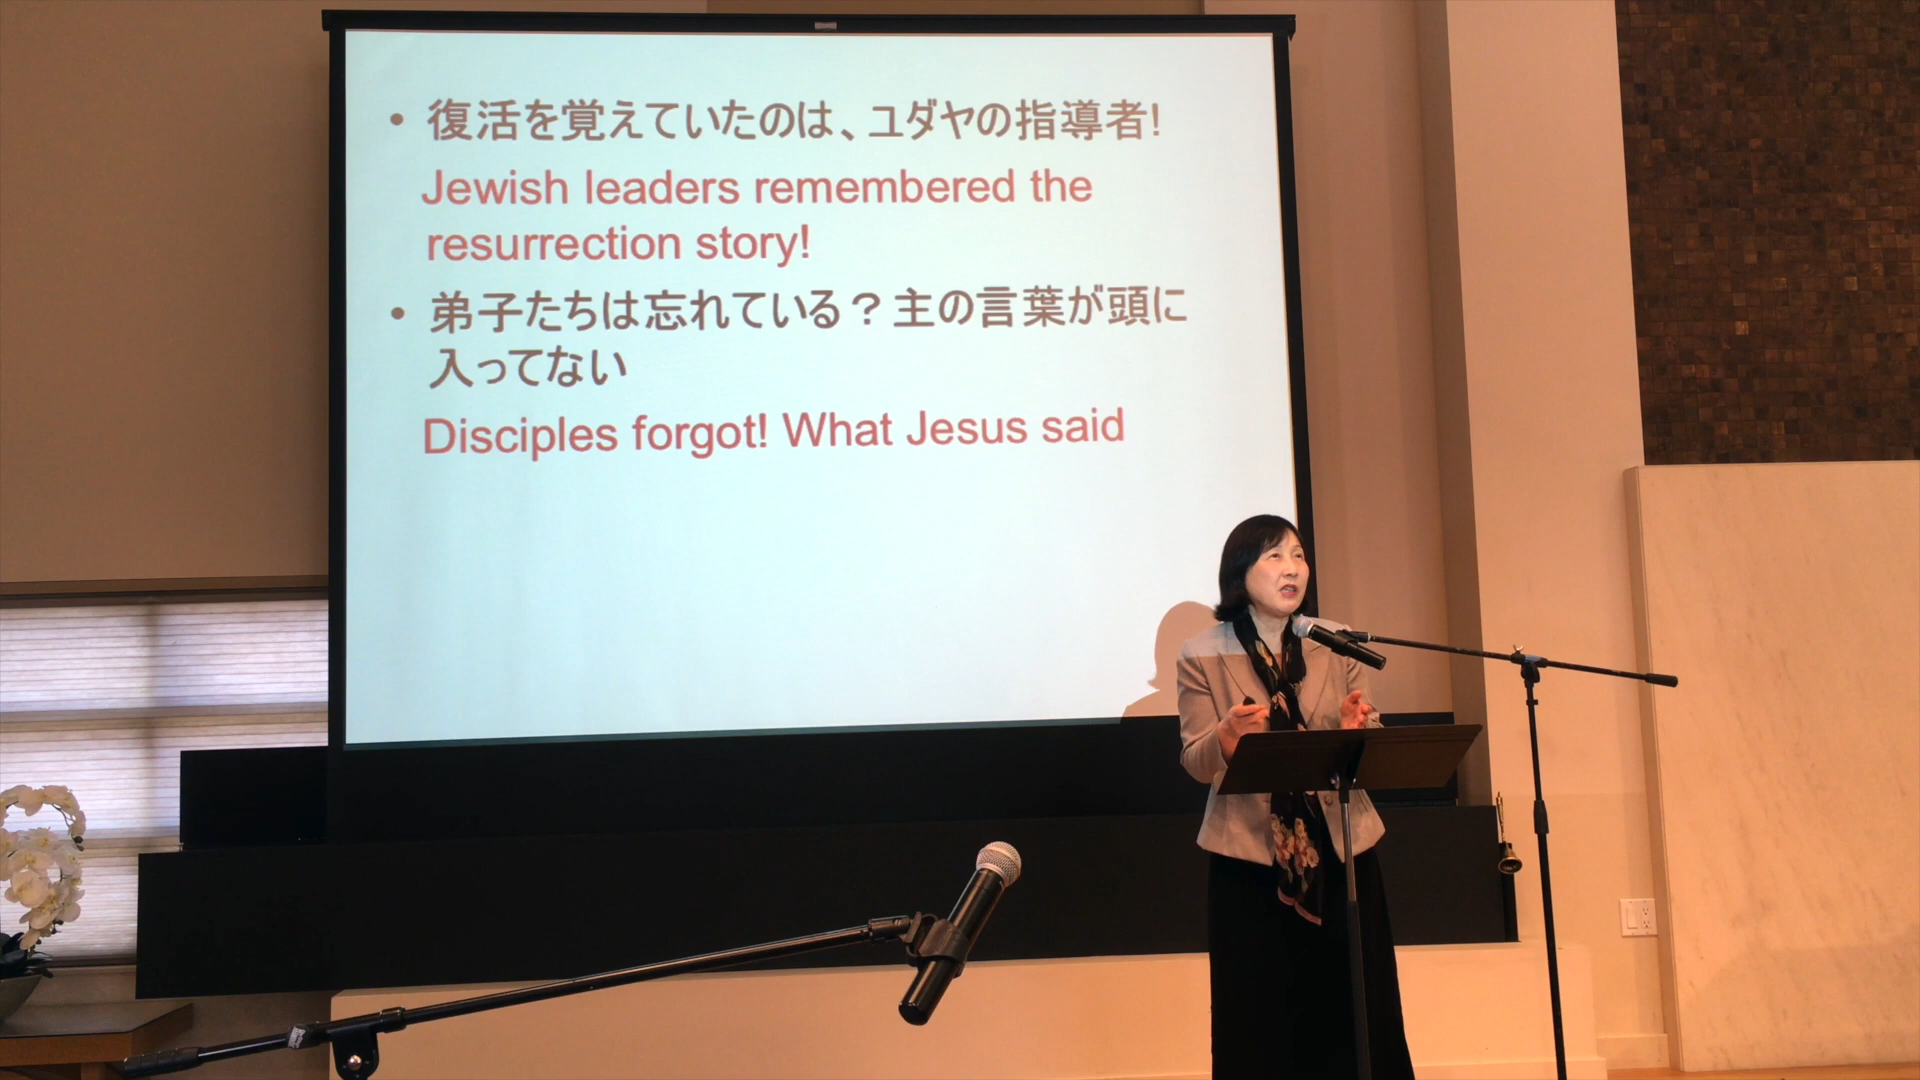 • 復活を覚えていたのは、ユダヤの指導者!
Jewish leaders remembered the
resurrection story!
• 弟子たちは忘れている？主の言葉が頭に
入ってない
Disciples forgot! What Jesus said